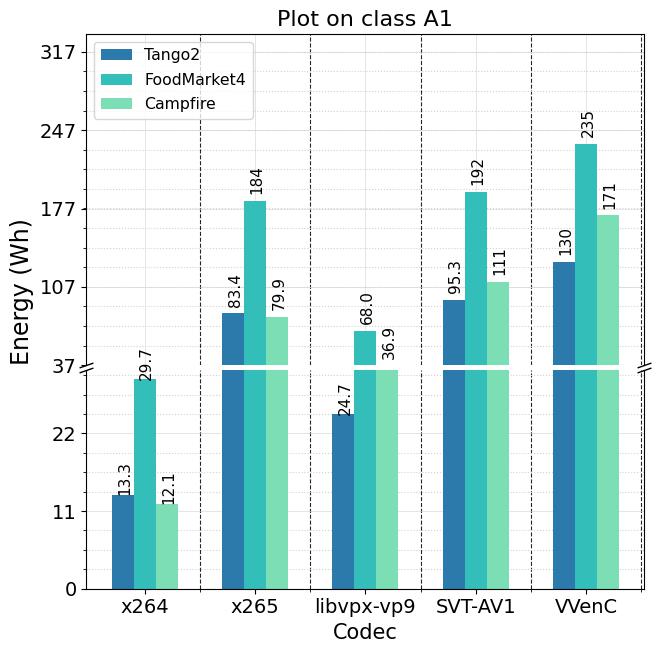 Plot on class A1
Tango2
FoodMarket4
Campfire
Energy (Wh)
317
247
177
107
37
22
11
0
13.3
29.7
12.1
83.4
184
79.9
24.7
68.0
36.9
95.3
192
111
130
235
171
x264
x265
libvpx-vp9
SVT-AV1
VVenC
Codec